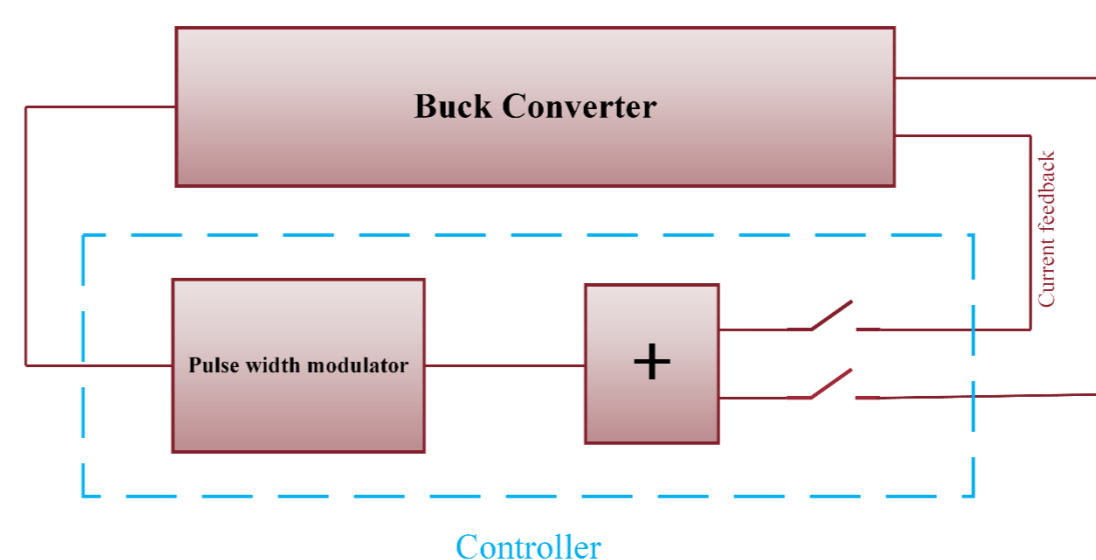 Buck Converter
Current feedback
Pulse width modulator
+
Controller